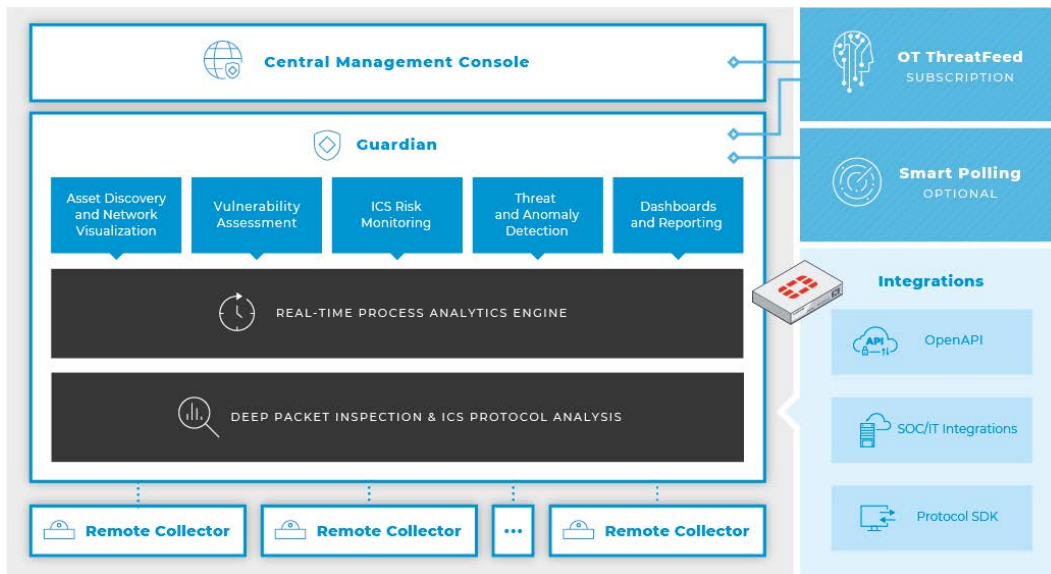 Central Management Console
OT ThreatFeed
SUBSCRIPTION
Guardian
Smart Polling
OPTIONAL
Asset Discovery
and Network
Visualization
Vulnerability
Assessment
ICS Risk
Monitoring
Threat
and Anomaly
Detection
Dashboards
and Reporting
REAL-TIME PROCESS ANALYTICS ENGINE
DEEP PACKET INSPECTION & ICS PROTOCOL ANALYSIS
Integrations
API
OpenAPI
SOC/IT Integrations
Protocol SDK
Remote Collector
Remote Collector
...
Remote Collector